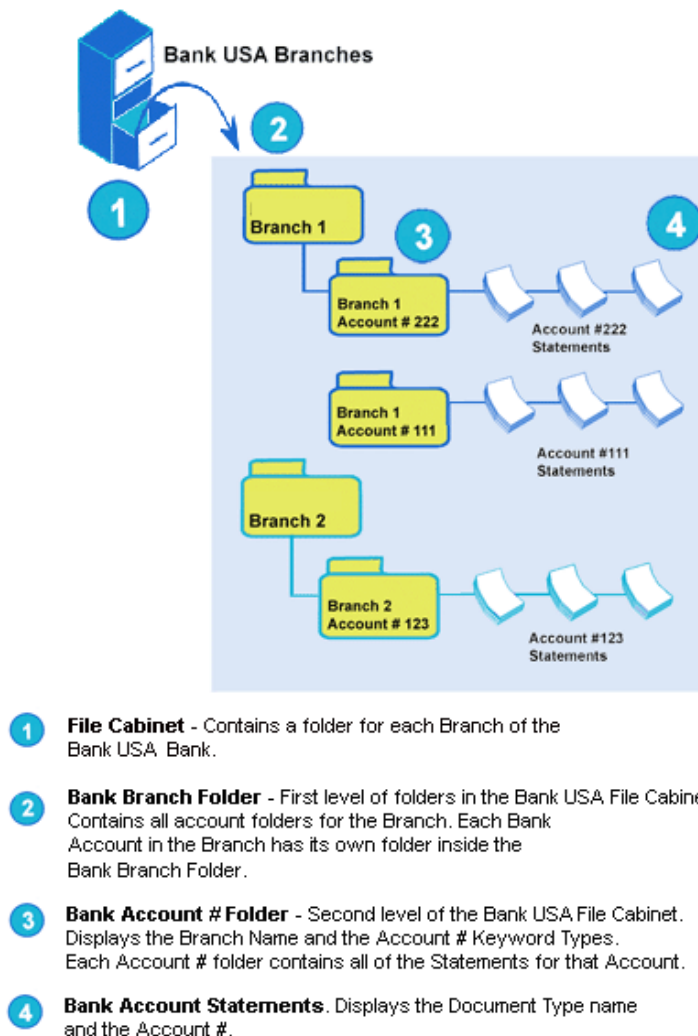 Bank USA Branches
2
1
Branch 1
3
4
Branch 1
Account # 222
Account #222
Statements
Branch 1
Account # 111
Account #111
Statements
Branch 2
Branch 2
Account # 123
Account #123
Statements
1
File Cabinet - Contains a folder for each Branch of the
Bank USA Bank.
2
Bank Branch Folder - First level of folders in the Bank USA File Cabine
Contains all account folders for the Branch. Each Bank
Account in the Branch has its own folder inside the
Bank Branch Folder.
3
Bank Account # Folder - Second level of the Bank USA File Cabinet.
Displays the Branch Name and the Account # Keyword Types.
Each Account # folder contains all of the Statements for that Account.
4
Bank Account Statements. Displays the Document Type name
and the Account #.